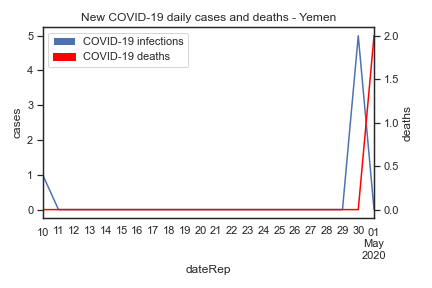 New COVID-19 daily cases and deaths - Yemen
COVID-19 infections
COVID-19 deaths
5
4
3
2
1
0
cases
2.0
1.5
1.0
0.5
0.0
deaths
10 11 12 13 14 15 16 17 18 19 20 21 22 23 24 25 26 27 28 29 30 01
May
2020
dateRep